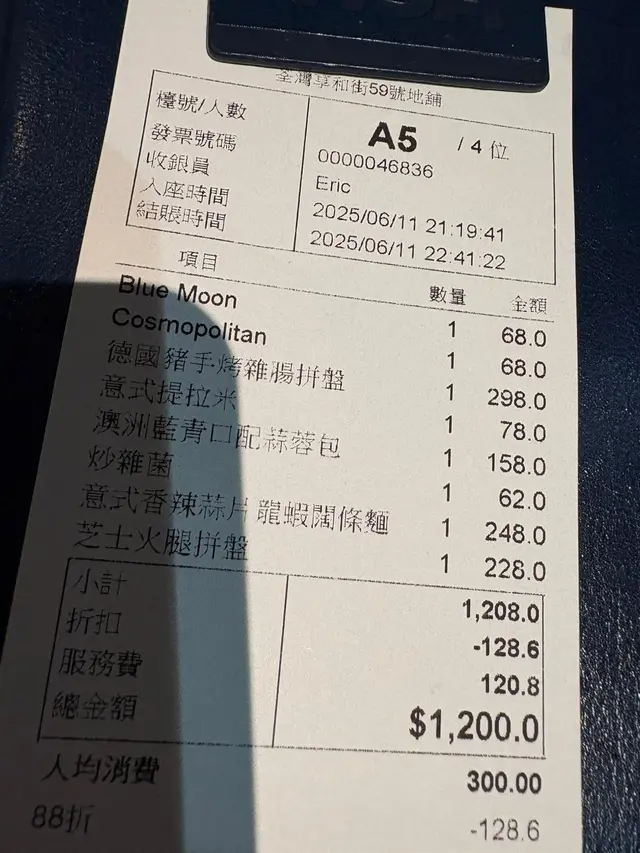 荃灣享和街59號地舖
檯號/人數 A5 / 4 位
發票號碼 0000046836
收銀員 Eric
入座時間 2025/06/11 21:19:41
結賬時間 2025/06/11 22:41:22
項目 數量 金額
Blue Moon 1 68.0
Cosmopolitan 1 68.0
德國豬手烤雜腸拼盤 1 298.0
意式提拉米 1 78.0
澳洲藍青口配蒜蓉包 1 158.0
炒雜菌 1 62.0
意式香辣蒜片龍蝦闊條麵 1 248.0
芝士火腿拼盤 1 228.0
小計 1,208.0
折扣 -128.6
服務費 120.8
總金額 $1,200.0
人均消費 300.00
88折 -128.6